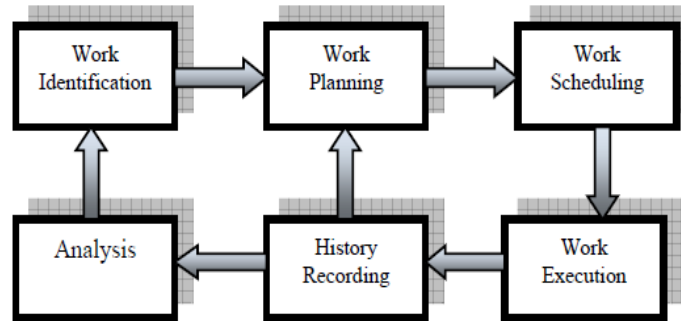 Work
Identification
Work
Planning
Work
Scheduling
Analysis
History
Recording
Work
Execution